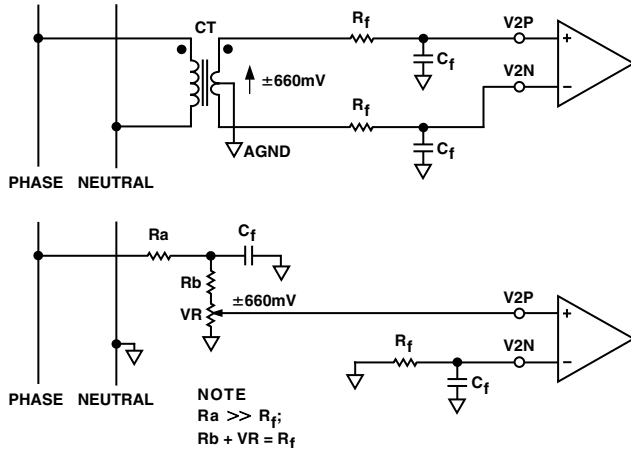 CT
Rf
V2P
+
Cf
±660mV
V2N
−
Rf
Cf
AGND
PHASE NEUTRAL
Ra
Cf
Rb
±660mV
VR
V2P
+
Rf
V2N
−
Cf
PHASE NEUTRAL
NOTE
Ra >> Rf;
Rb + VR = Rf